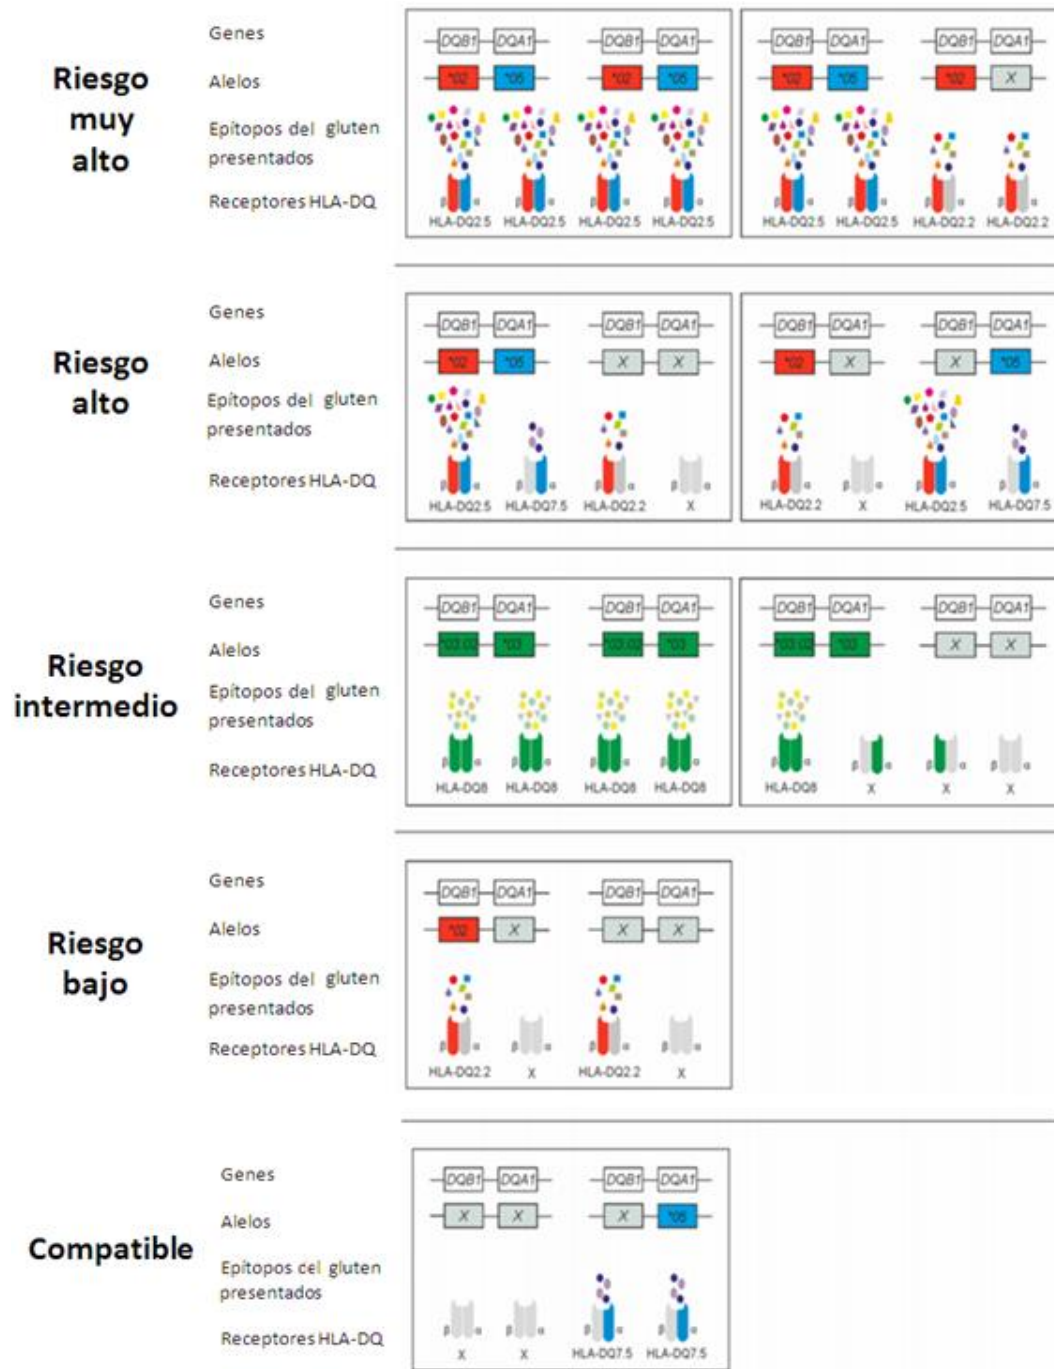 Riesgo
muy
alto
Genes
DQB1 DQA1 DQB1 DQA1 DQB1 DQA1 DQB1 DQA1
Alelos
*02 *05 *02 *05 *02 *05 *02 X
Epítopos del gluten
presentados
Receptores HLA-DQ
β α β α β α β α β α β α β α β α
HLA-DQ2.5 HLA-DQ2.5 HLA-DQ2.5 HLA-DQ2.5 HLA-DQ2.5 HLA-DQ2.5 HLA-DQ2.2 HLA-DQ2.2
Riesgo
alto
Genes
DQB1 DQA1 DQB1 DQA1 DQB1 DQA1 DQB1 DQA1
Alelos
*02 *05 X X *02 X X *05
Epítopos del gluten
presentados
Receptores HLA-DQ
β α β α β α β α β α β α β α β α
HLA-DQ2.5 HLA-DQ7.5 HLA-DQ2.2 X HLA-DQ2.2 X HLA-DQ2.5 HLA-DQ7.5
Riesgo
intermedio
Genes
DQB1 DQA1 DQB1 DQA1 DQB1 DQA1 DQB1 DQA1
Alelos
*03:02 *03 *03:02 *03 *03:02 *03 X X
Epítopos del gluten
presentados
Receptores HLA-DQ
β α β α β α β α β α β α β α β α
HLA-DQ8 HLA-DQ8 HLA-DQ8 HLA-DQ8 HLA-DQ8 X X X
Riesgo
bajo
Genes
DQB1 DQA1 DQB1 DQA1
Alelos
*02 X X X
Epítopos del gluten
presentados
Receptores HLA-DQ
β α β α β α β α
HLA-DQ2.2 X HLA-DQ2.2 X
Compatible
Genes
DQB1 DQA1 DQB1 DQA1
Alelos
X X X *05
Epítopos del gluten
presentados
Receptores HLA-DQ
β α β α β α β α
X X HLA-DQ7.5 HLA-DQ7.5